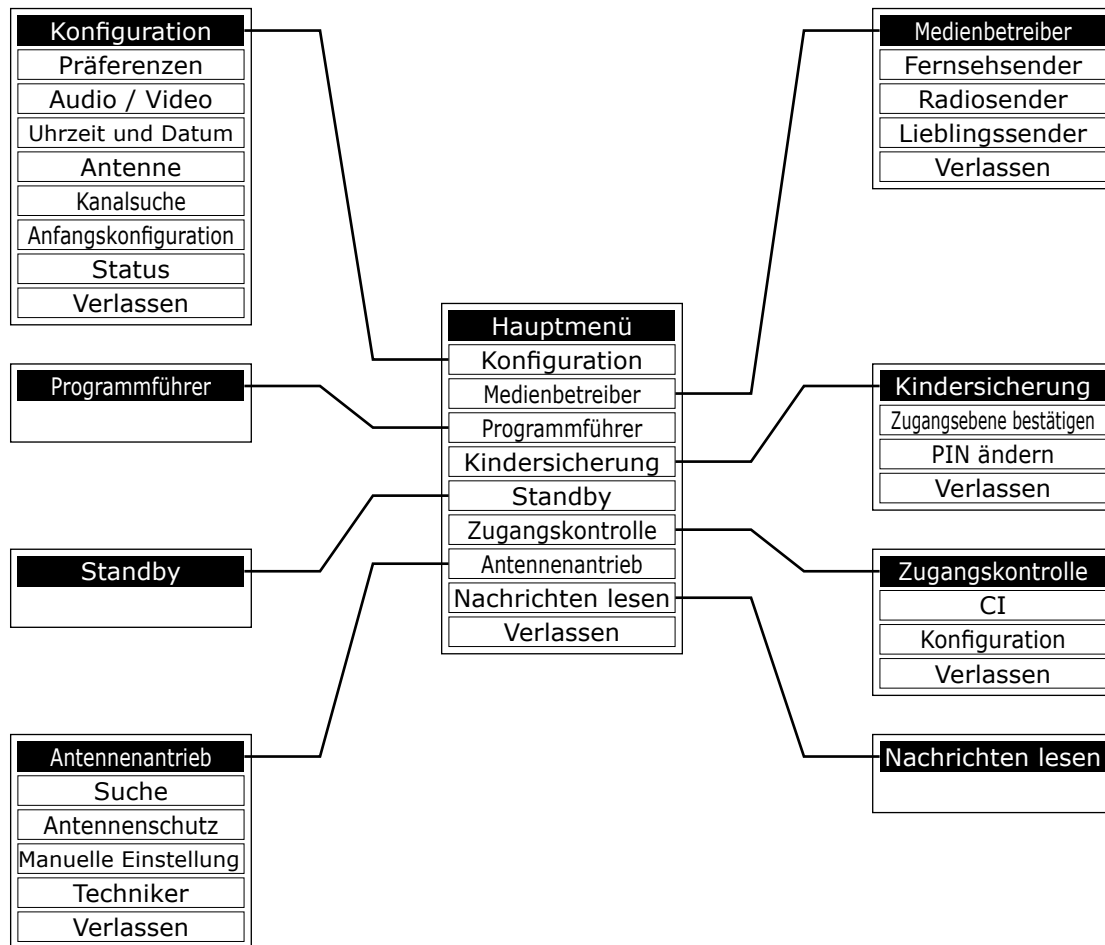 Konfiguration
Präferenzen
Audio / Video
Uhrzeit und Datum
Antenne
Kanalsuche
Anfangskonfiguration
Status
Verlassen
Programmführer
Standby
Antennenantrieb
Suche
Antennenschutz
Manuelle Einstellung
Techniker
Verlassen
Hauptmenü
Konfiguration
Medienbetreiber
Programmführer
Kindersicherung
Standby
Zugangskontrolle
Antennenantrieb
Nachrichten lesen
Verlassen
Medienbetreiber
Fernsehsender
Radiosender
Lieblingssender
Verlassen
Kindersicherung
Zugangsebene bestätigen
PIN ändern
Verlassen
Zugangskontrolle
CI
Konfiguration
Verlassen
Nachrichten lesen